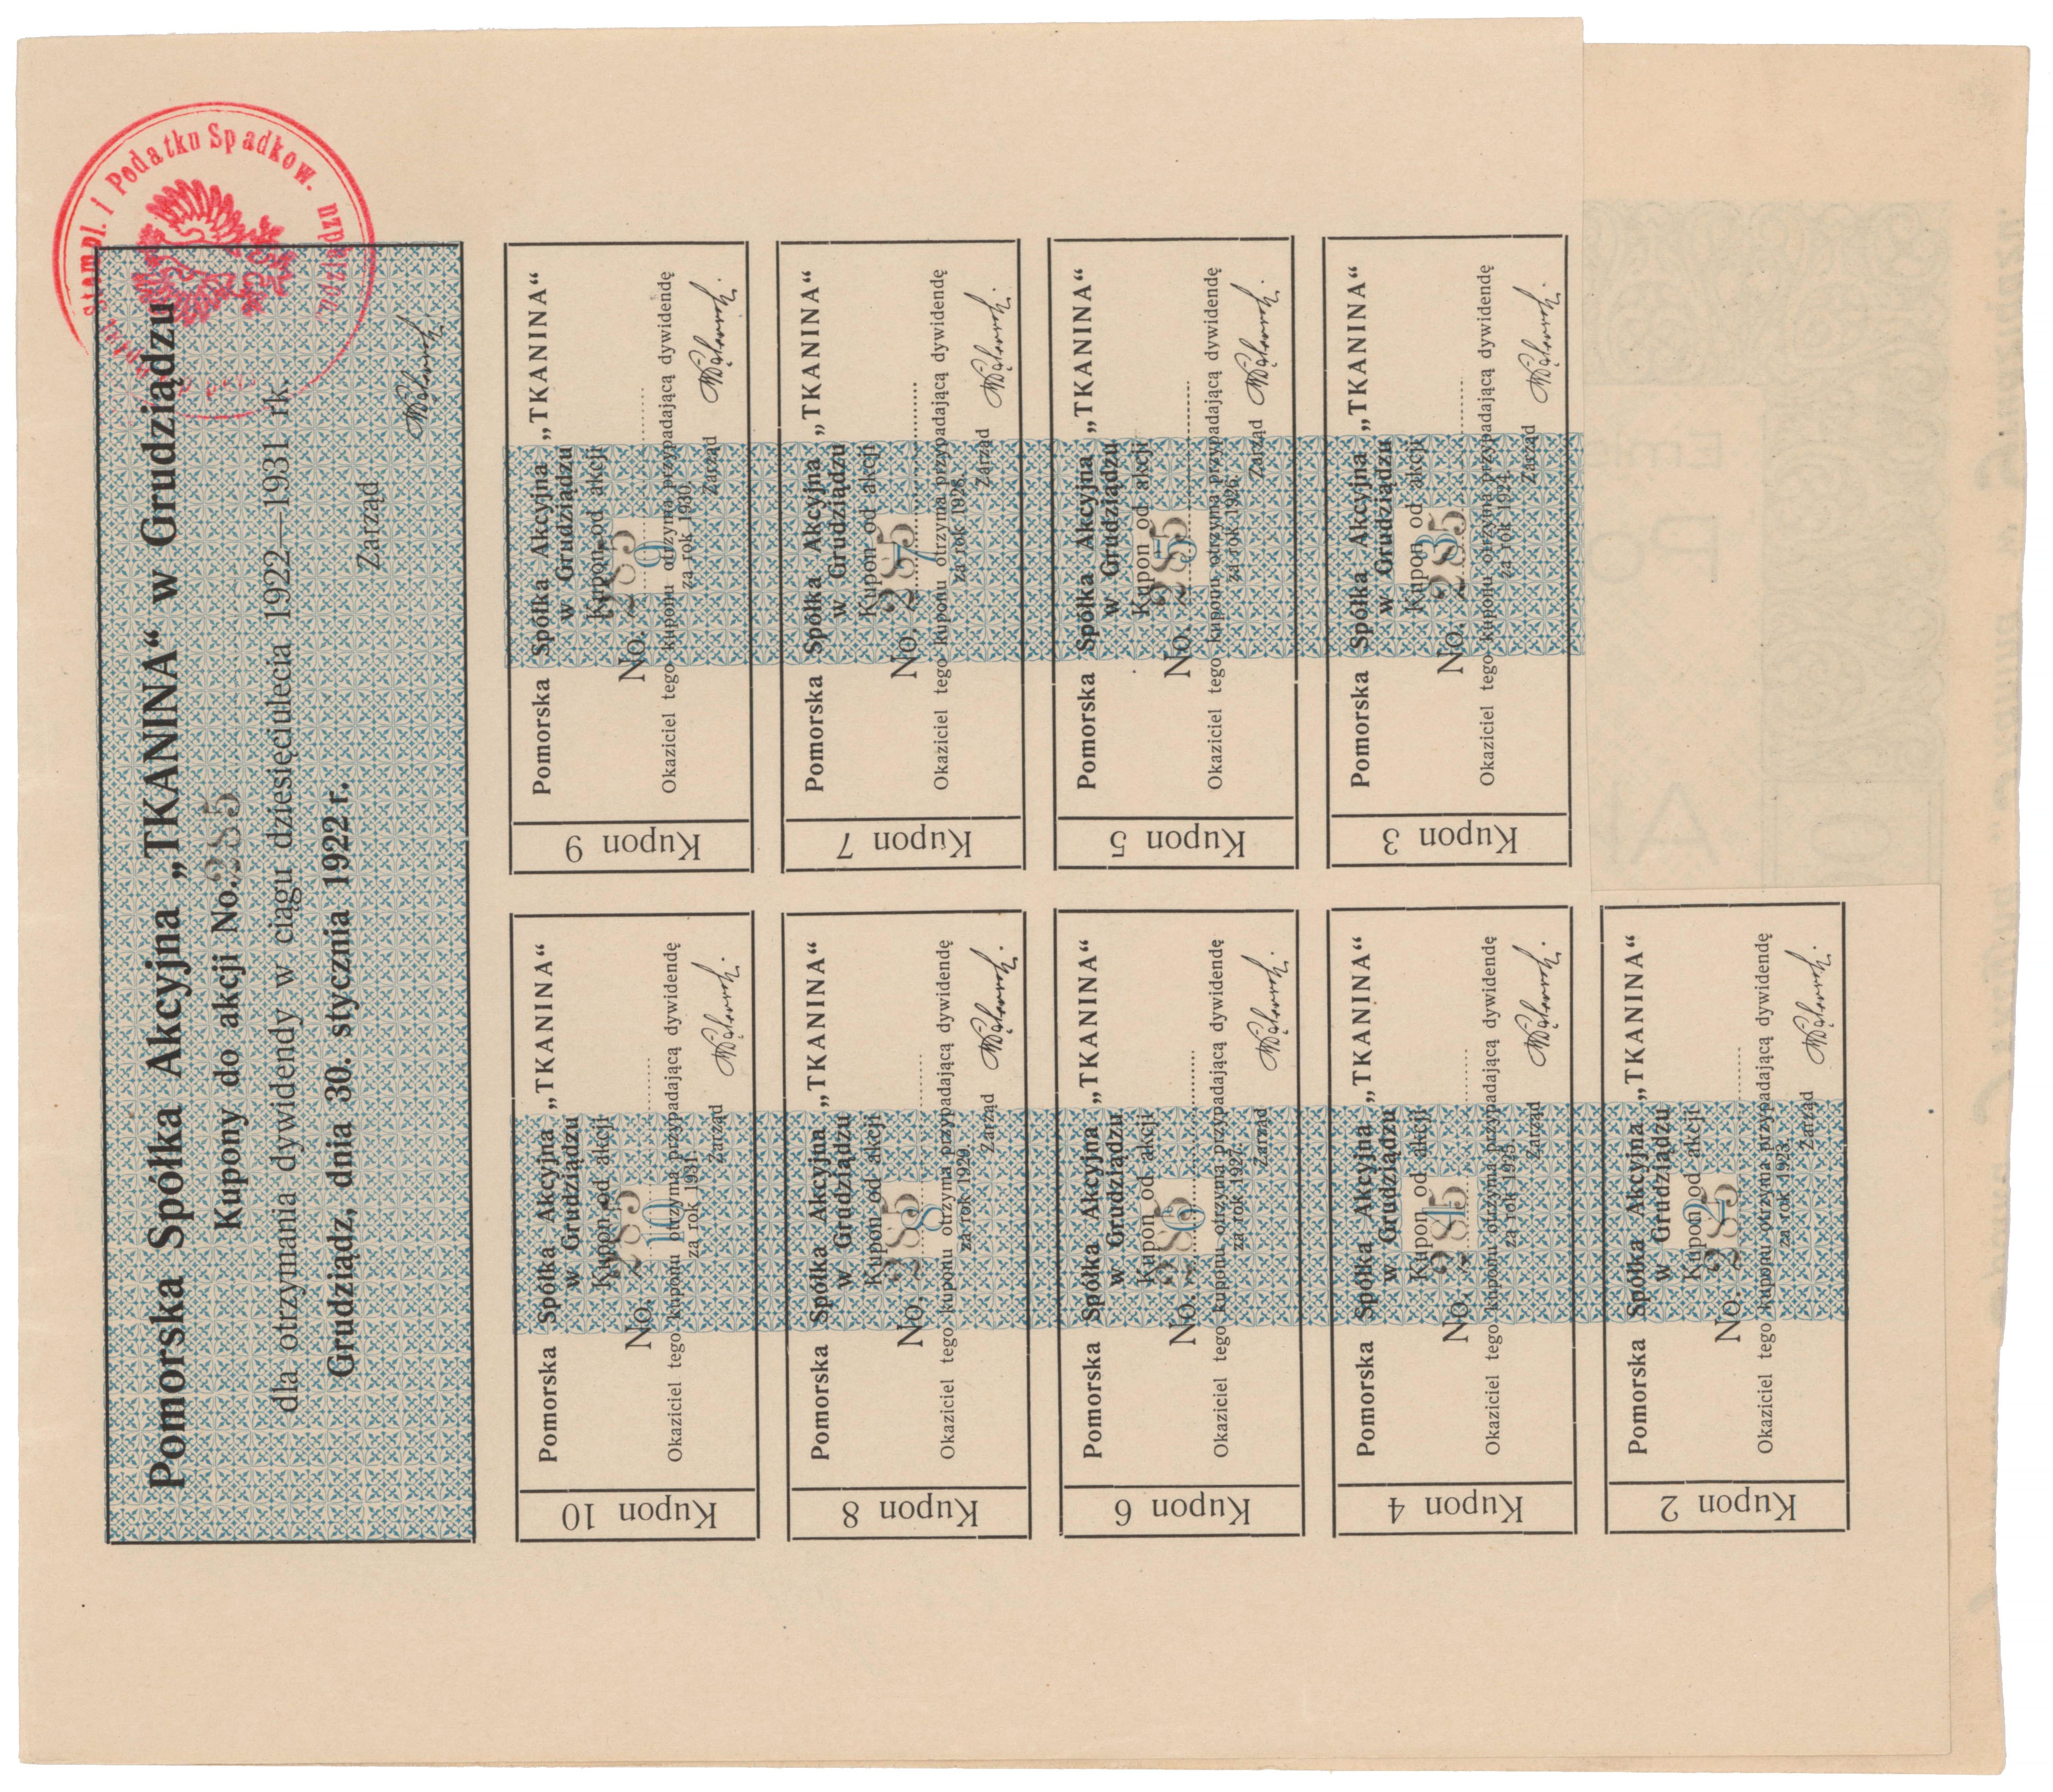 Stempl. i Podatku Spadkow.
Pomorska Spółka Akcyjna „TKANINA“ w Grudziądzu
Kupony do akcji No. 285
dla otrzymania dywidendy w ciągu dziesięciulecia 1922—1931 rk.
Grudziądz, dnia 30. stycznia 1922 r.
Zarząd
Kupon 9
Pomorska Spółka Akcyjna „TKANINA“
w Grudziądzu
Kupon od akcji
No. 285
9
Okaziciel tego kuponu otrzyma przypadającą dywidendę
za rok 1930.
Zarząd
Kupon 7
Pomorska Spółka Akcyjna „TKANINA“
w Grudziądzu
Kupon od akcji
No. 285
7
Okaziciel tego kuponu otrzyma przypadającą dywidendę
za rok 1928.
Zarząd
Kupon 5
Pomorska Spółka Akcyjna „TKANINA“
w Grudziądzu
Kupon od akcji
No. 285
5
Okaziciel tego kuponu otrzyma przypadającą dywidendę
za rok 1926.
Zarząd
Kupon 3
Pomorska Spółka Akcyjna „TKANINA“
w Grudziądzu
Kupon od akcji
No. 285
3
Okaziciel tego kuponu otrzyma przypadającą dywidendę
za rok 1924.
Zarząd
Kupon 10
Pomorska Spółka Akcyjna „TKANINA“
w Grudziądzu
Kupon od akcji
No. 285
10
Okaziciel tego kuponu otrzyma przypadającą dywidendę
za rok 1931.
Zarząd
Kupon 8
Pomorska Spółka Akcyjna „TKANINA“
w Grudziądzu
Kupon od akcji
No. 285
8
Okaziciel tego kuponu otrzyma przypadającą dywidendę
za rok 1929
Zarząd
Kupon 6
Pomorska Spółka Akcyjna „TKANINA“
w Grudziądzu
Kupon od akcji
No. 285
6
Okaziciel tego kuponu otrzyma przypadającą dywidendę
za rok 1927.
Zarząd
Kupon 4
Pomorska Spółka Akcyjna „TKANINA“
w Grudziądzu
Kupon od akcji
No. 285
4
Okaziciel tego kuponu otrzyma przypadającą dywidendę
za rok 1925.
Zarząd
Kupon 2
Pomorska Spółka Akcyjna „TKANINA“
w Grudziądzu
Kupon od akcji
No. 285
2
Okaziciel tego kuponu otrzyma przypadającą dywidendę
za rok 1923.
Zarząd